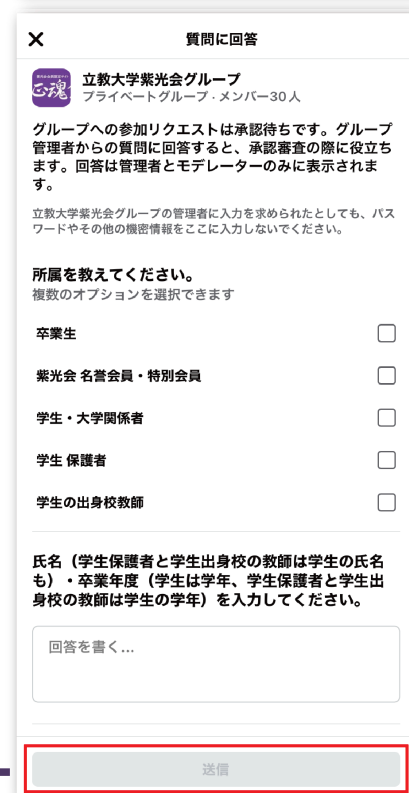 質問に回答
正魂
立教大学紫光会グループ
プライベートグループ · メンバー30人
グループへの参加リクエストは承認待ちです。グループ
管理者からの質問に回答すると、承認審査の際に役立ち
ます。回答は管理者とモデレーターのみに表示されま
す。
立教大学紫光会グループの管理者に入力を求められたとしても、パス
ワードやその他の機密情報をここに入力しないでください。
所属を教えてください。
複数のオプションを選択できます
卒業生
紫光会 名誉会員・特別会員
学生・大学関係者
学生 保護者
学生の出身校教師
氏名（学生保護者と学生出身校の教師は学生の氏名
も）・卒業年度（学生は学年、学生保護者と学生出
身校の教師は学生の学年）を入力してください。
回答を書く...
送信